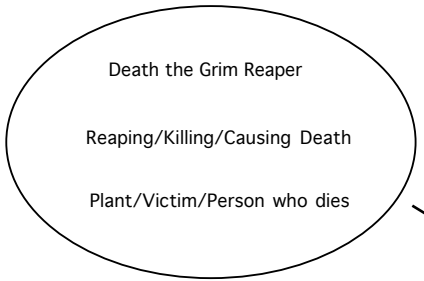 Death the Grim Reaper
Reaping/Killing/Causing Death
Plant/Victim/Person who dies